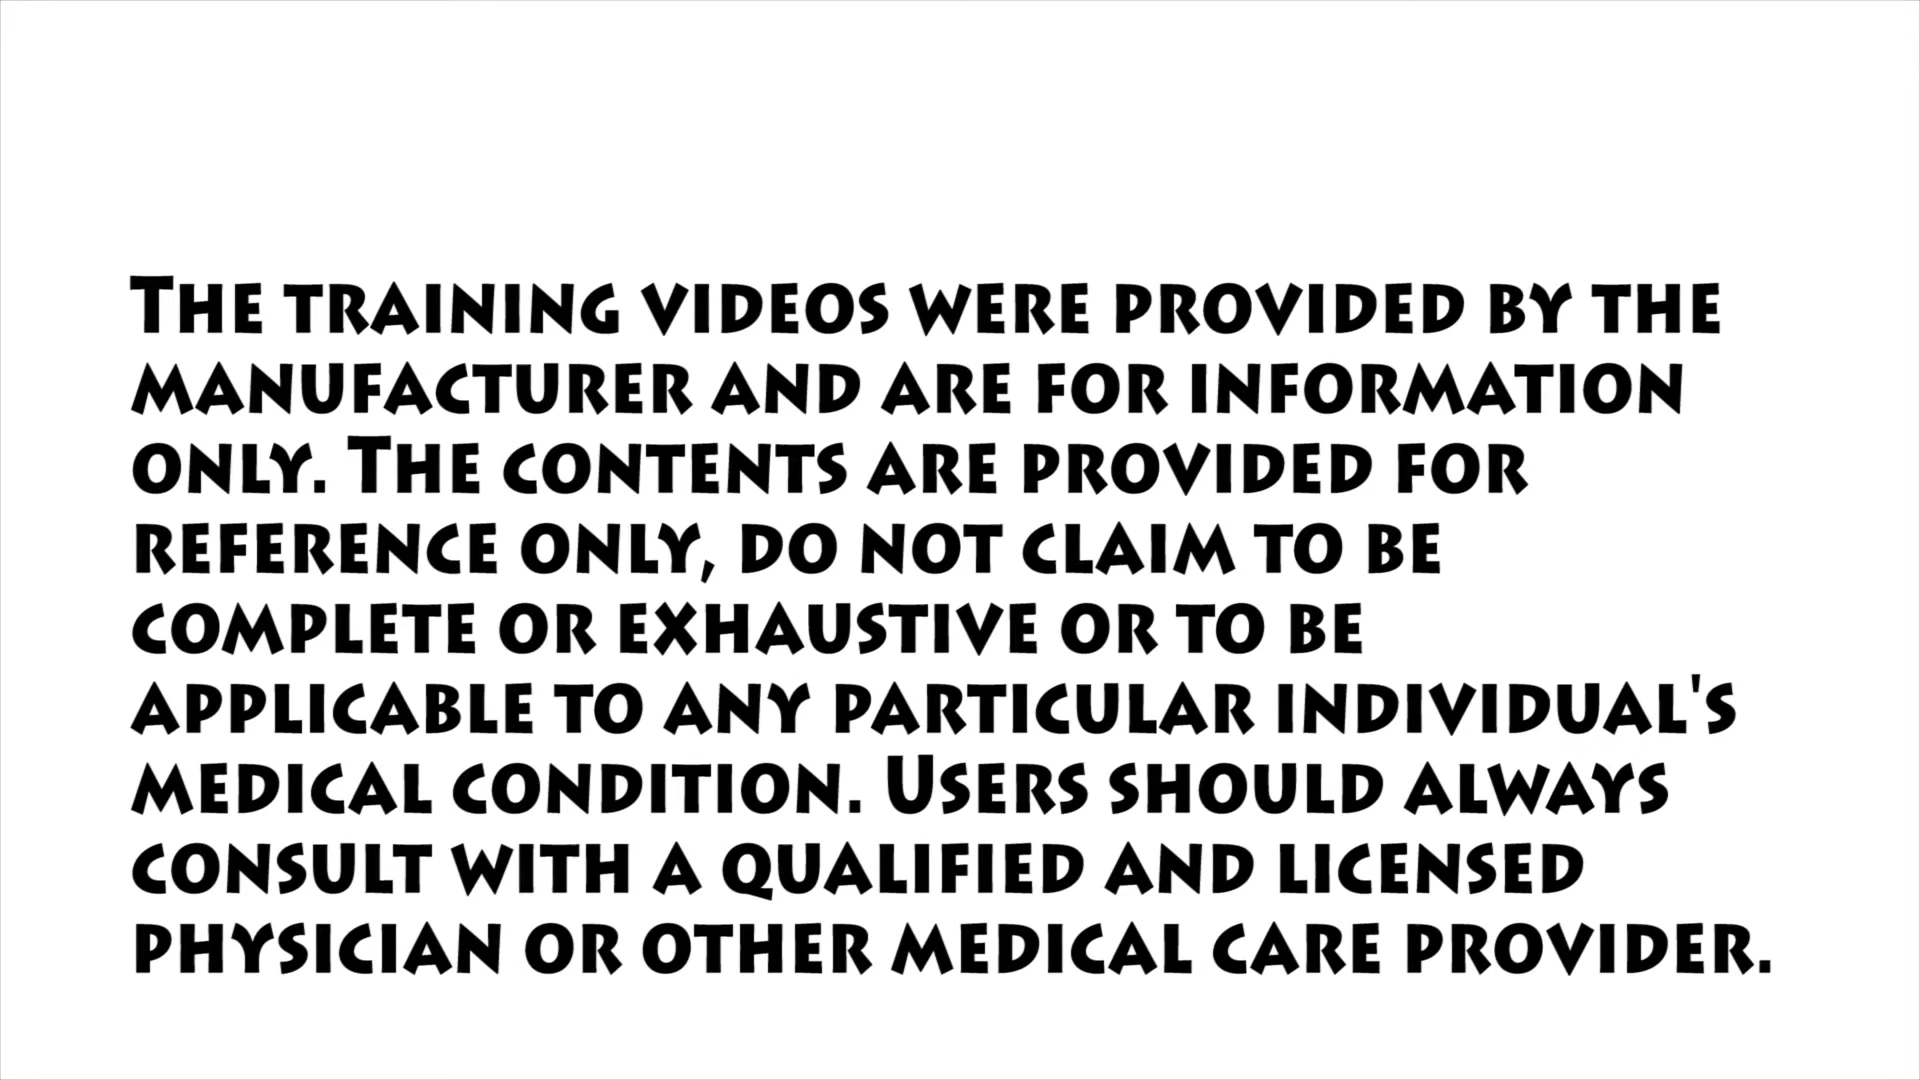 The training videos were provided by the
manufacturer and are for information
only. The contents are provided for
reference only, do not claim to be
complete or exhaustive or to be
applicable to any particular individual's
medical condition. Users should always
consult with a qualified and licensed
physician or other medical care provider.